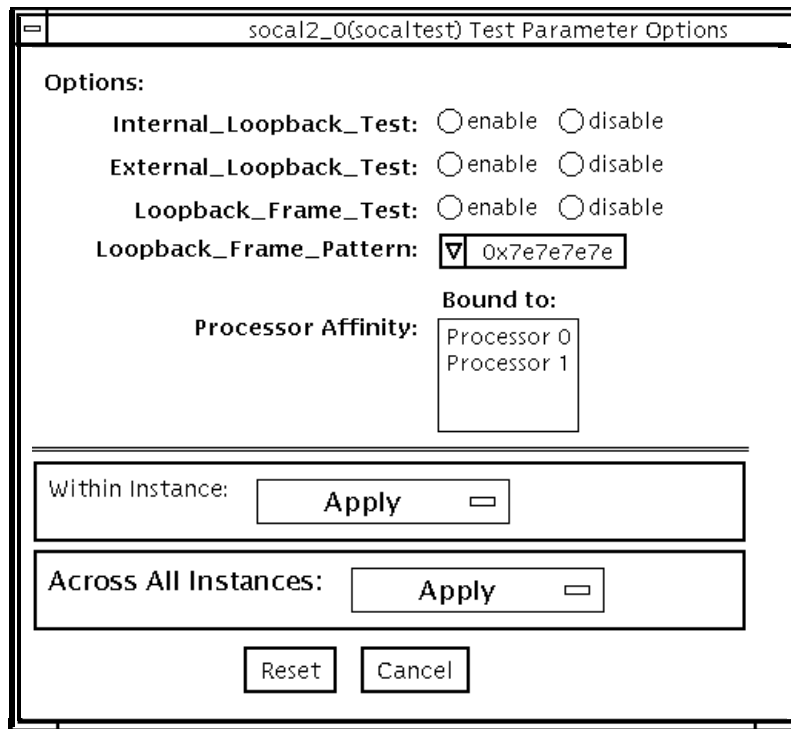 socal2_0(socaltest) Test Parameter Options
Options:
Internal_Loopback_Test: enable disable
External_Loopback_Test: enable disable
Loopback_Frame_Test: enable disable
Loopback_Frame_Pattern: 0x7e7e7e7e
Bound to:
Processor Affinity:
Processor 0
Processor 1
Within Instance: Apply
Across All Instances: Apply
Reset Cancel